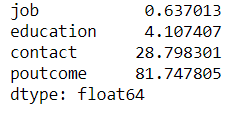 job 0.637013
education 4.107407
contact 28.798301
poutcome 81.747805
dtype: float64